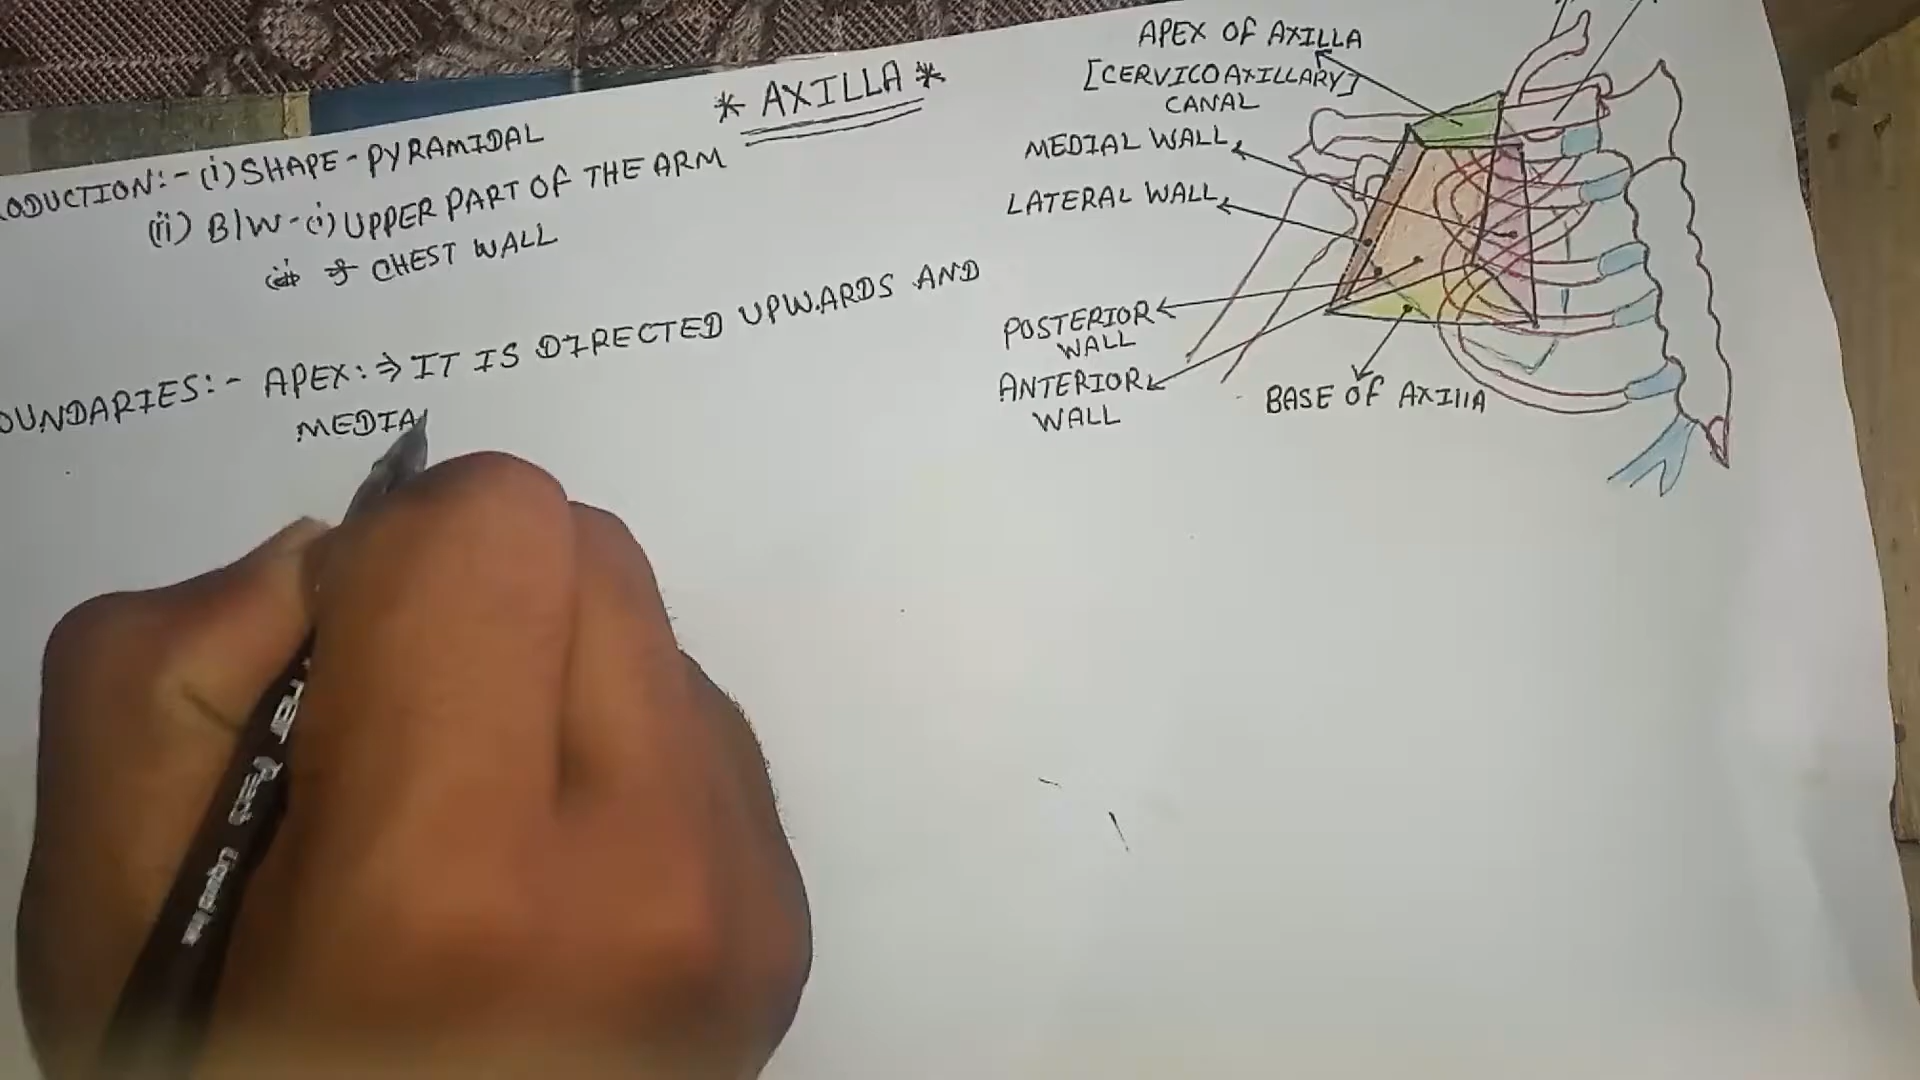 * AXILLA *
RODUCTION:- (i) SHAPE - PYRAMIDAL
(ii) B/W - (i) UPPER PART OF THE ARM
CHEST WALL
OUNDARIES:- APEX:⇒ IT IS DIRECTED UPWARDS AND
MEDIA
APEX OF AXILLA
[CERVICOAXILLARY]
CANAL
MEDIAL WALL
LATERAL WALL
POSTERIOR
WALL
ANTERIOR
WALL
BASE OF AXIllA